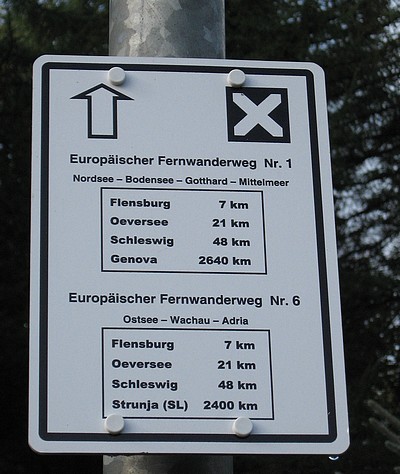 Europäischer Fernwanderweg Nr. 1
Nordsee – Bodensee – Gotthard – Mittelmeer
Flensburg 7 km
Oeversee 21 km
Schleswig 48 km
Genova 2640 km
Europäischer Fernwanderweg Nr. 6
Ostsee – Wachau – Adria
Flensburg 7 km
Oeversee 21 km
Schleswig 48 km
Strunja (SL) 2400 km